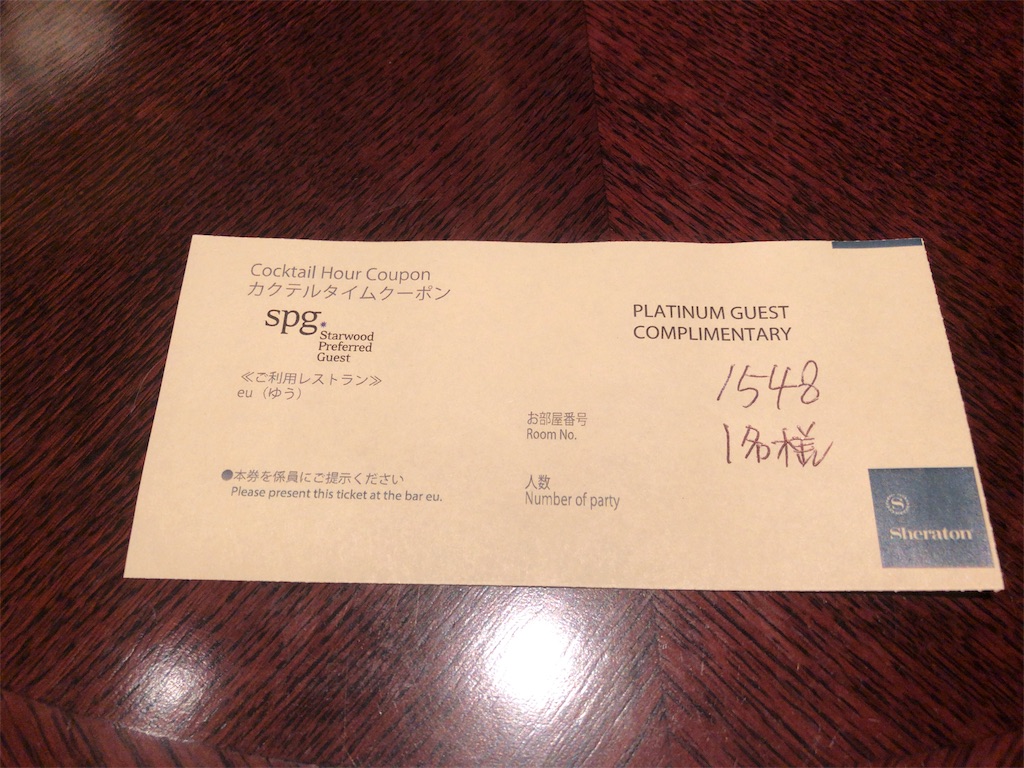 Cocktail Hour Coupon
カクテルタイムクーポン
spg.
Starwood
Preferred
Guest
≪ご利用レストラン≫
eu（ゆう）
●本券を係員にご提示ください
Please present this ticket at the bar eu.
PLATINUM GUEST
COMPLIMENTARY
1548
お部屋番号
Room No.
1名様
人数
Number of party
S
Sheraton